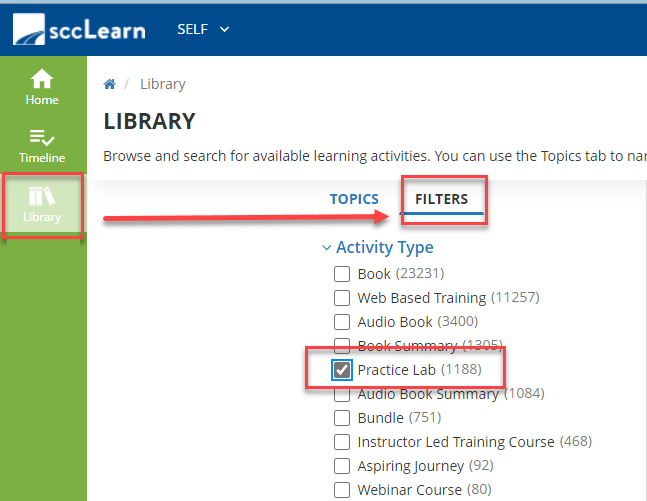 sccLearn SELF
Home
Timeline
Library
/ Library
LIBRARY
Browse and search for available learning activities. You can use the Topics tab to nar
TOPICS FILTERS
Activity Type
Book (23231)
Web Based Training (11257)
Audio Book (3400)
Book Summary (1305)
Practice Lab (1188)
Audio Book Summary (1084)
Bundle (751)
Instructor Led Training Course (468)
Aspiring Journey (92)
Webinar Course (80)